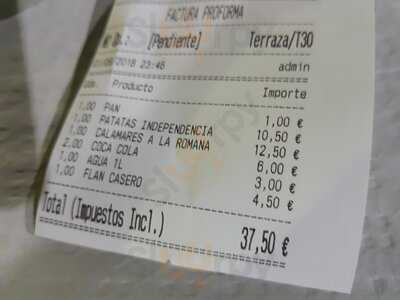 FACTURA PROFORMA
[Pendiente] Terraza/T30
2018 23:46 admin
Producto Importe
1,00 PAN 1,00 €
1,00 PATATAS INDEPENDENCIA 10,50 €
1,00 CALAMARES A LA ROMANA 12,50 €
2,00 COCA COLA 6,00 €
1,00 AGUA 1L 3,00 €
1,00 FLAN CASERO 4,50 €
Total (Impuestos Incl.) 37,50 €